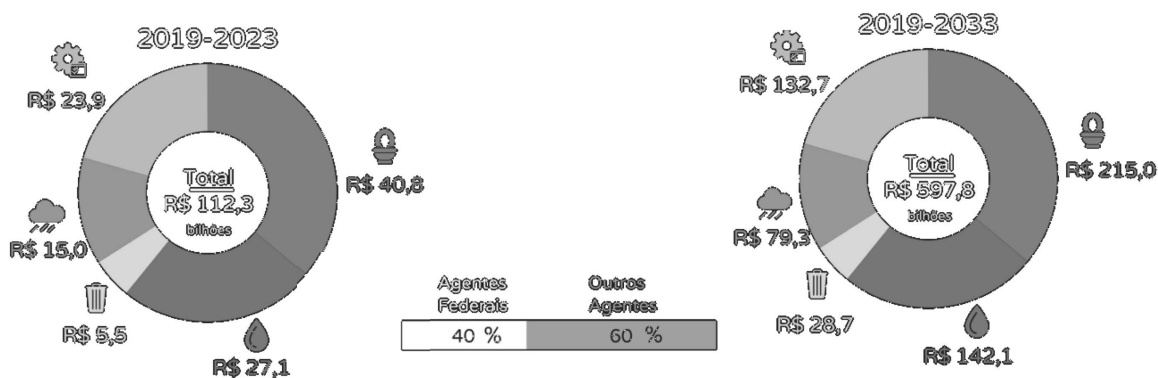 2019-2023
R$ 23,9
R$ 40,8
Total
R$ 112,3
bilhões
R$ 15,0
R$ 5,5
R$ 27,1
Agentes Federais
Outros Agentes
40 %
60 %
2019-2033
R$ 132,7
R$ 215,0
Total
R$ 597,8
bilhões
R$ 79,3
R$ 28,7
R$ 142,1